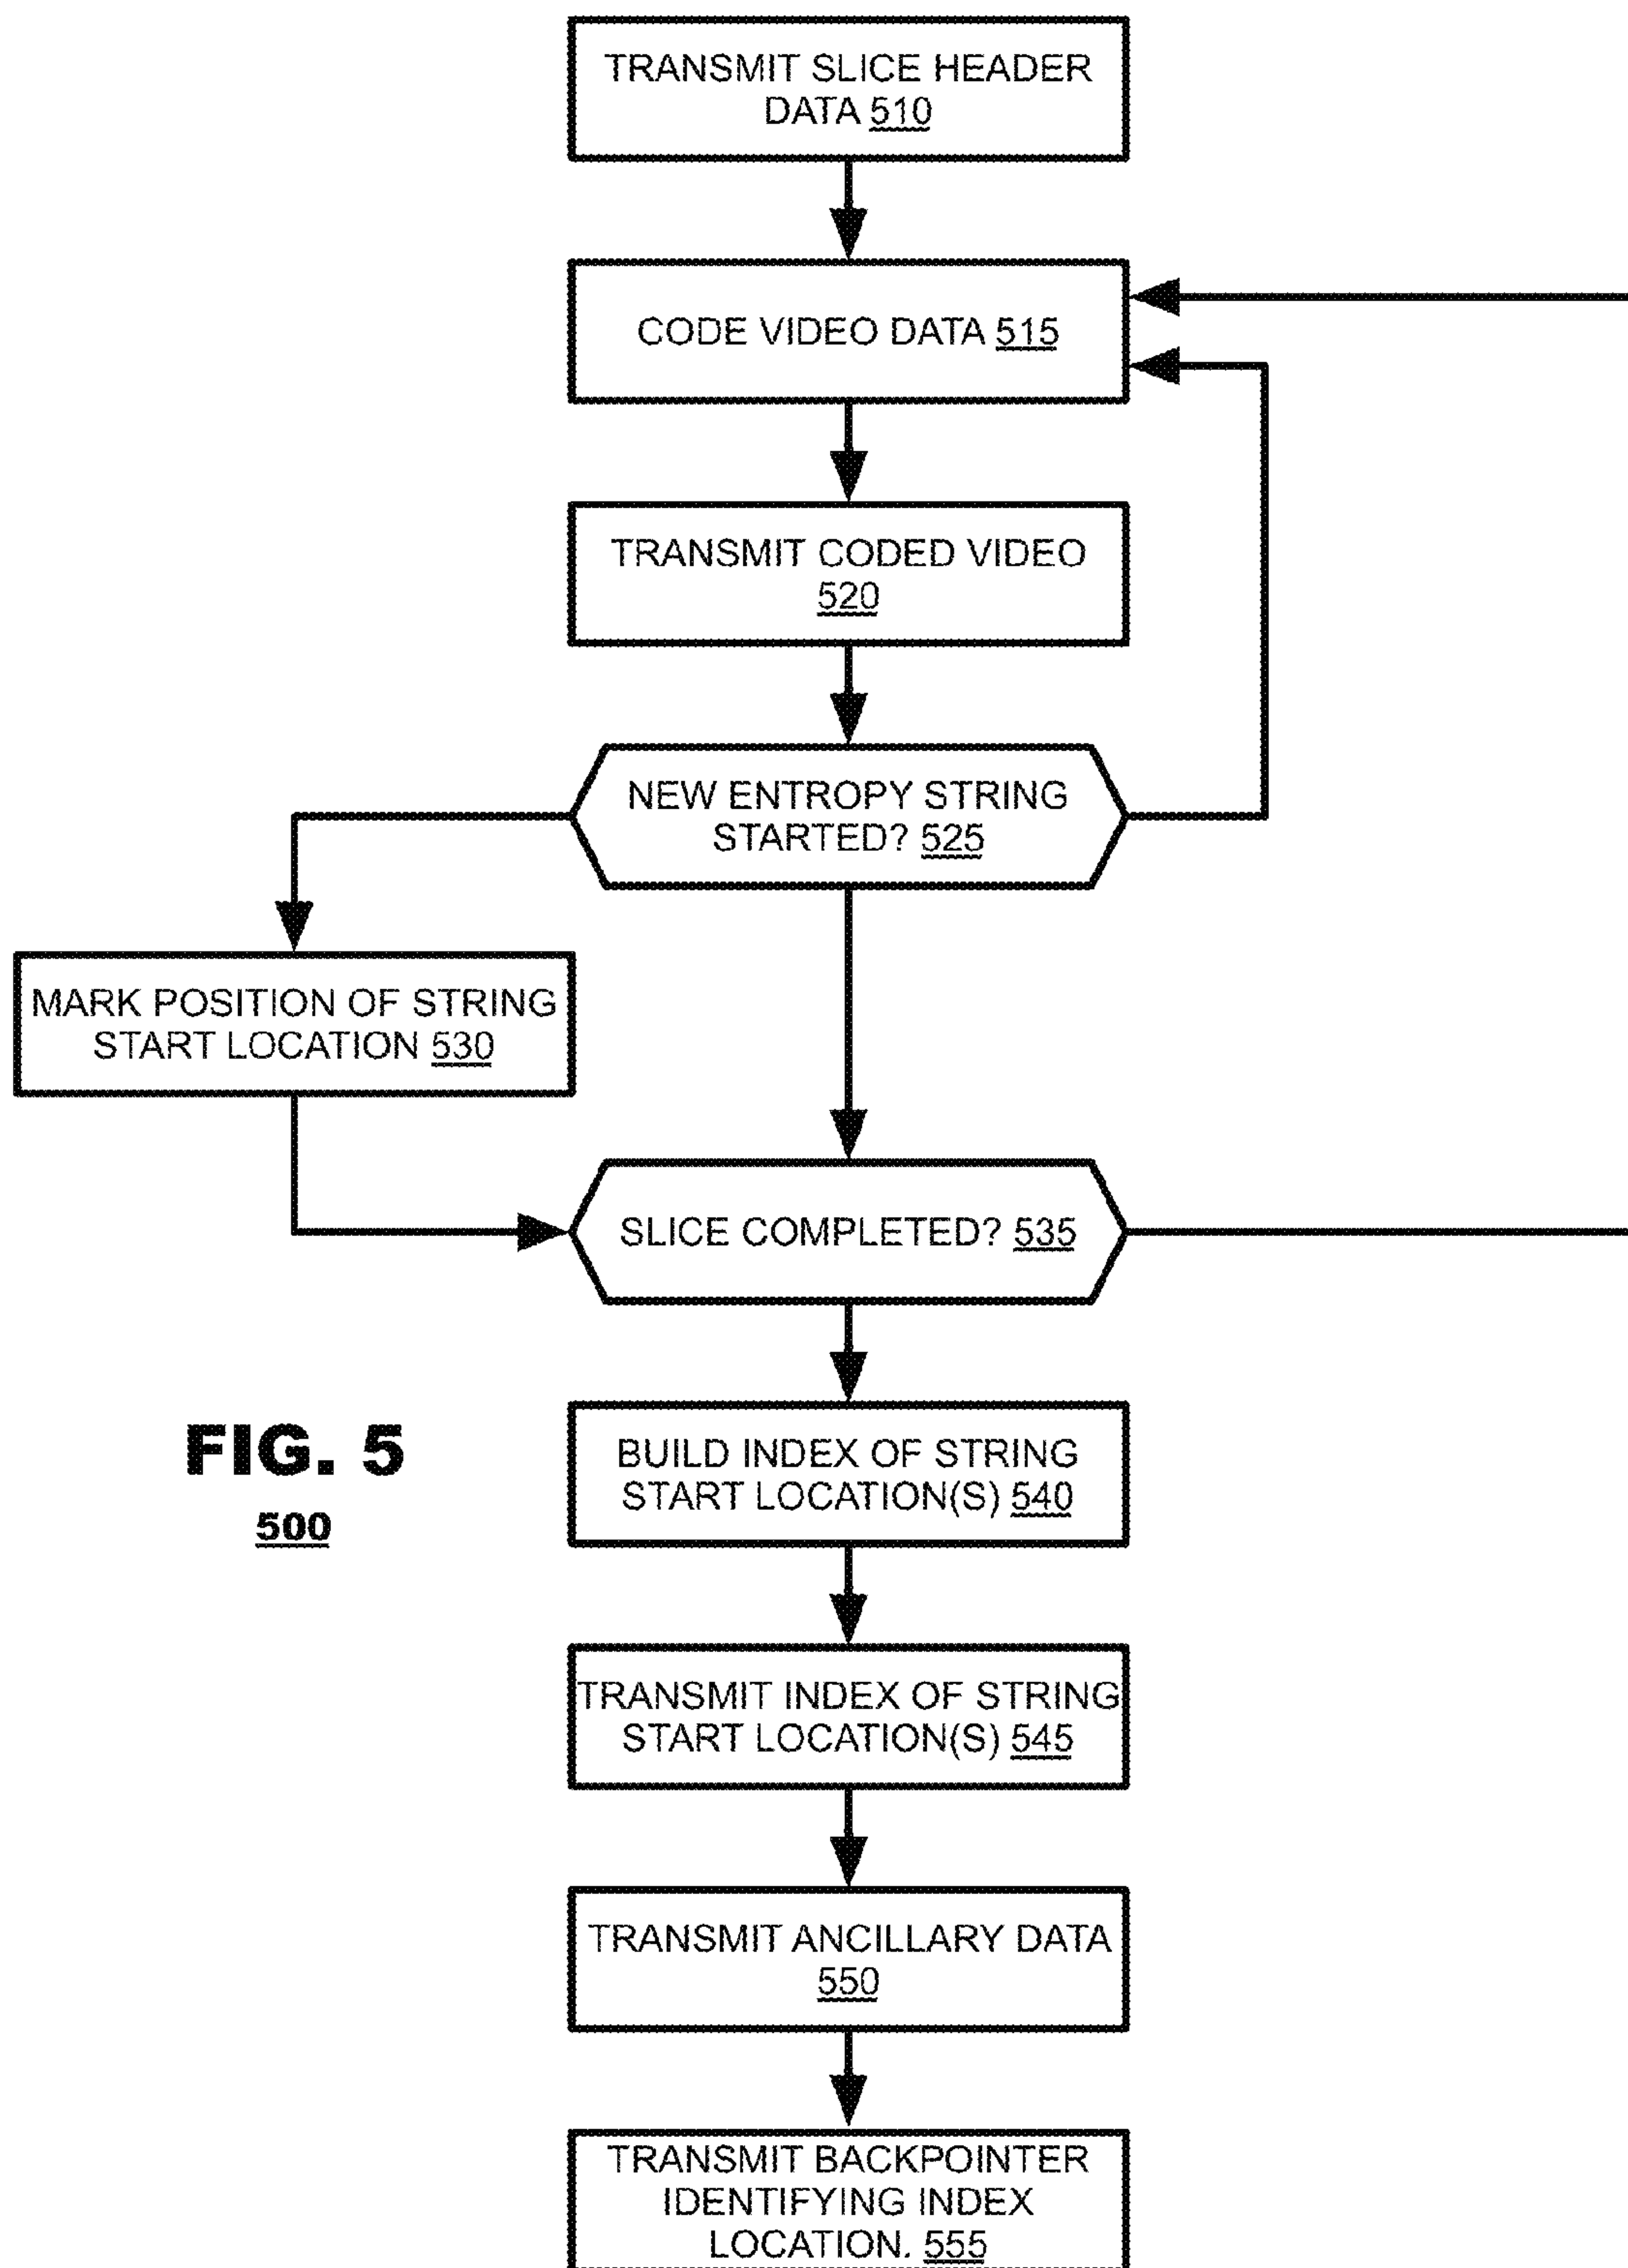 TRANSMIT SLICE HEADER
DATA 510
CODE VIDEO DATA 515
TRANSMIT CODED VIDEO
520
NEW ENTROPY STRING
STARTED? 525
MARK POSITION OF STRING
START LOCATION 530
SLICE COMPLETED? 535
FIG. 5
500
BUILD INDEX OF STRING
START LOCATION(S) 540
TRANSMIT INDEX OF STRING
START LOCATION(S) 545
TRANSMIT ANCILLARY DATA
550
TRANSMIT BACKPOINTER
IDENTIFYING INDEX
LOCATION. 555